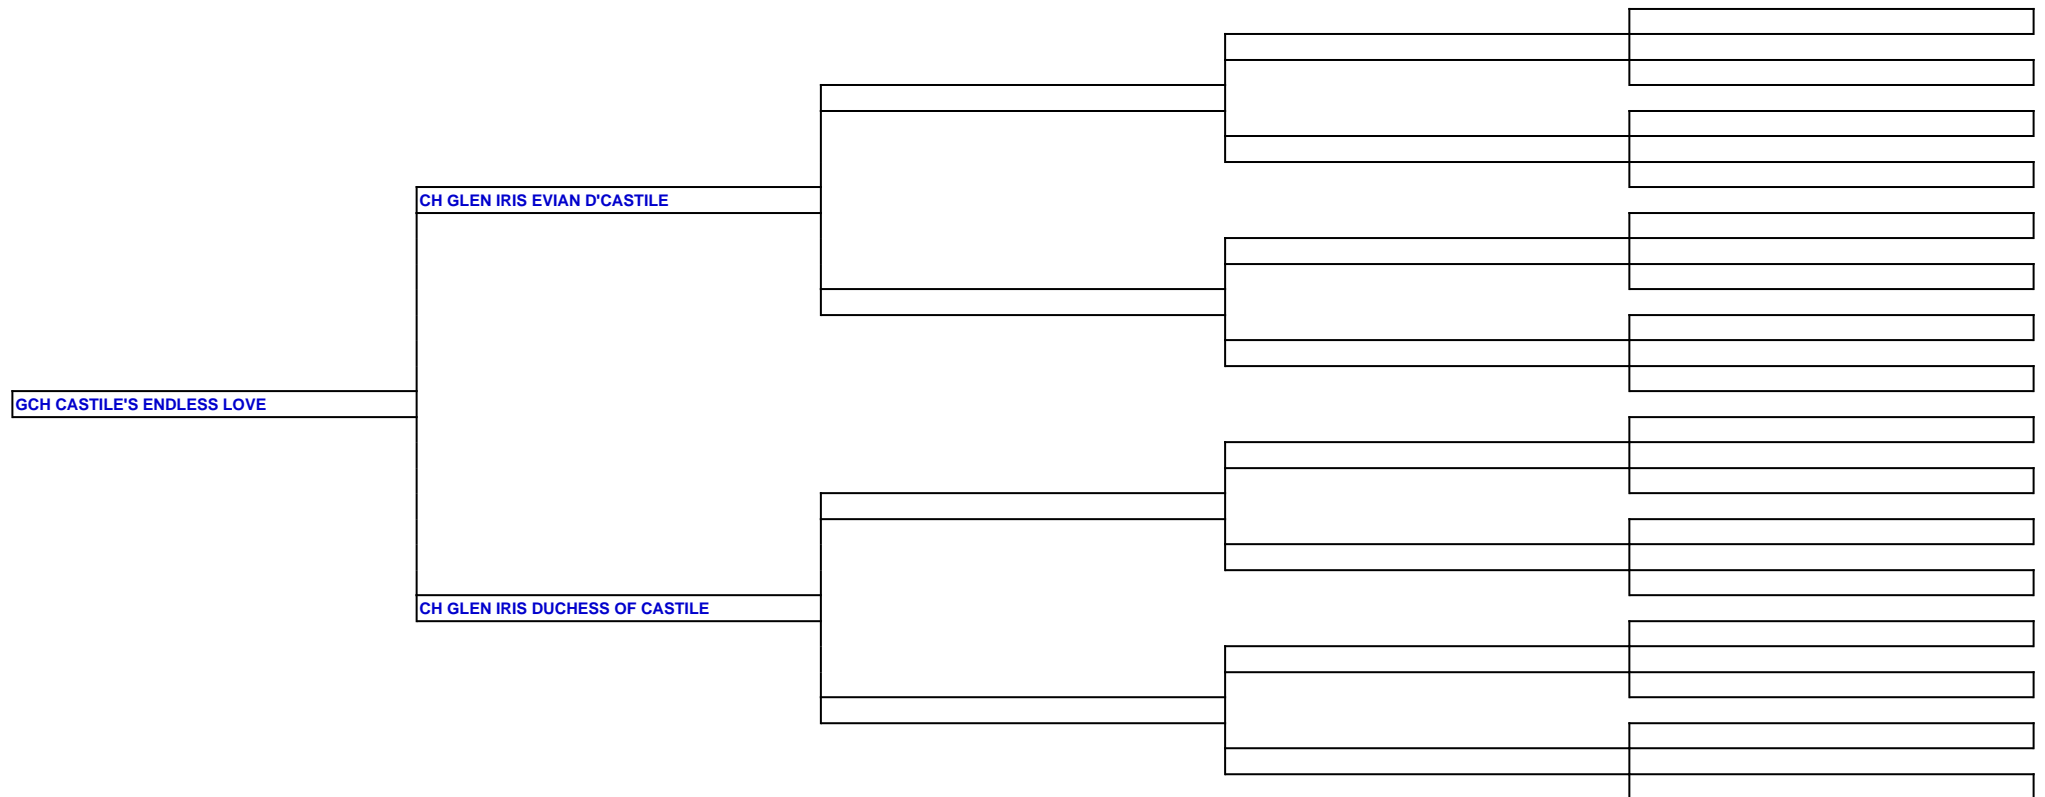 CH GLEN IRIS EVIAN D'CASTILE
GCH CASTILE'S ENDLESS LOVE
CH GLEN IRIS DUCHESS OF CASTILE